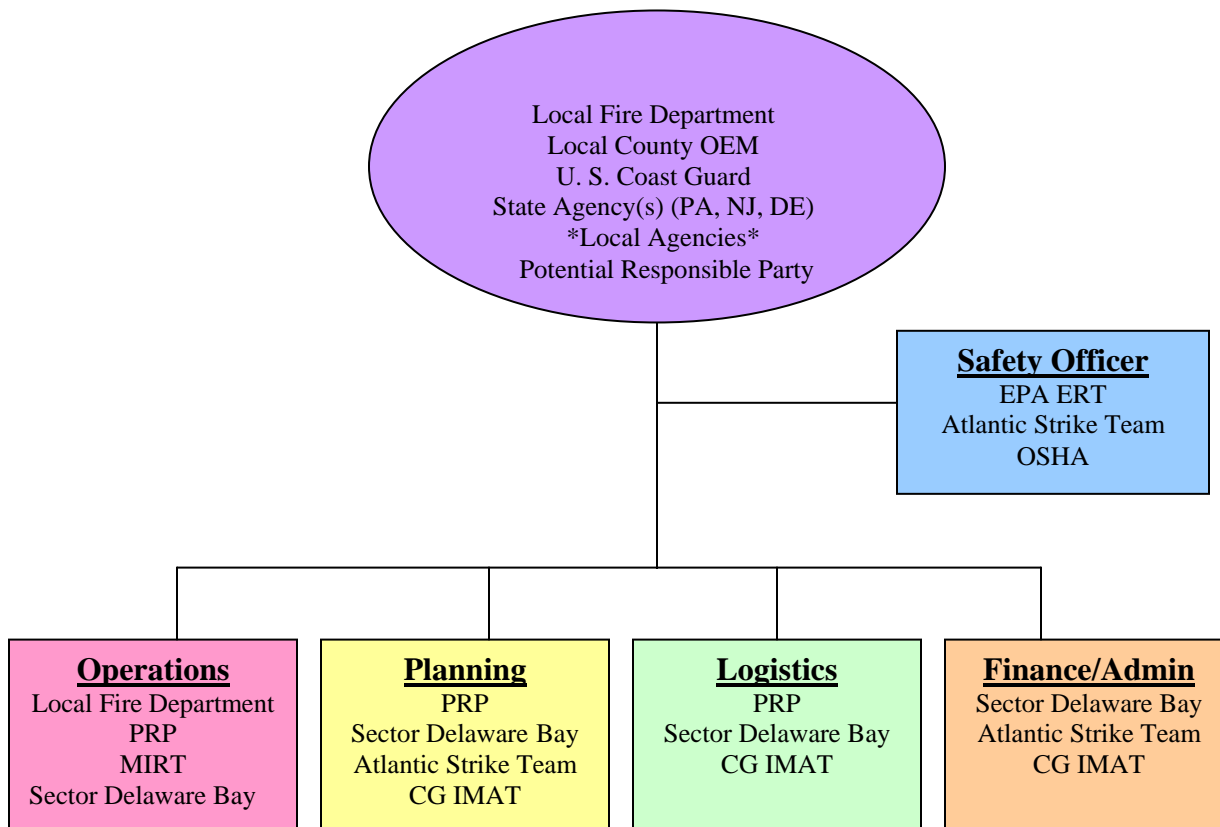 Local Fire Department
Local County OEM
U. S. Coast Guard
State Agency(s) (PA, NJ, DE)
*Local Agencies*
Potential Responsible Party
Safety Officer
EPA ERT
Atlantic Strike Team
OSHA
Operations
Local Fire Department
PRP
MIRT
Sector Delaware Bay
Planning
PRP
Sector Delaware Bay
Atlantic Strike Team
CG IMAT
Logistics
PRP
Sector Delaware Bay
CG IMAT
Finance/Admin
Sector Delaware Bay
Atlantic Strike Team
CG IMAT